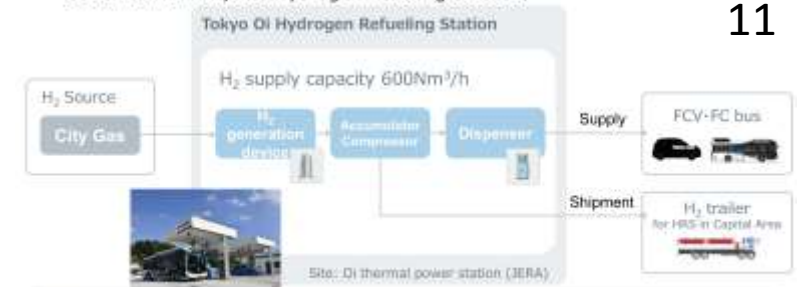 11
Tokyo Oi Hydrogen Refueling Station
H₂ supply capacity 600Nm³/h
H₂ Source
City Gas
H₂
generation
device
Accumulator
Compressor
Dispenser
Supply
FCV·FC bus
Shipment
H₂ trailer
for HRS in Capital Area
Site: Oi thermal power station (JERA)